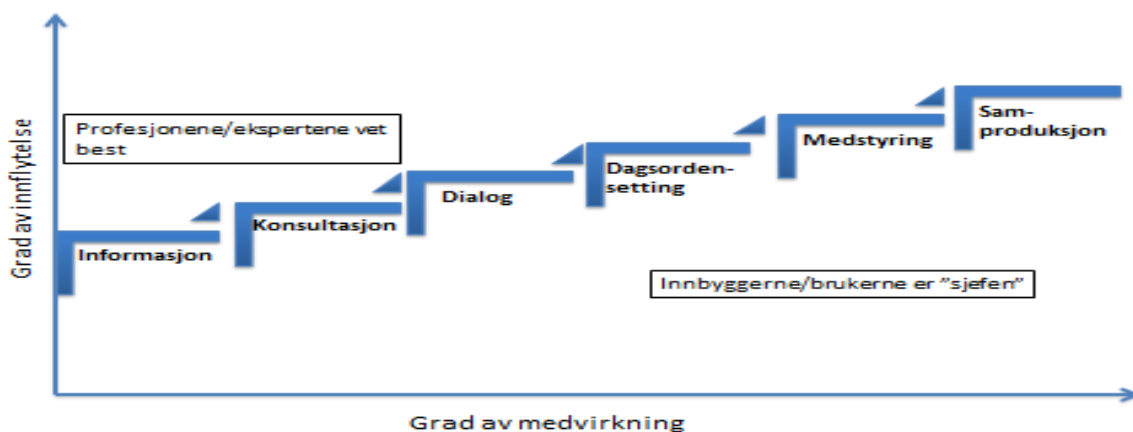 Grad av innflytelse
Profesjonene/ekspertene vet
best
Informasjon
Konsultasjon
Dialog
Dagsorden-
setting
Medstyring
Sam-
produksjon
Innbyggerne/brukerne er ”sjefen”
Grad av medvirkning